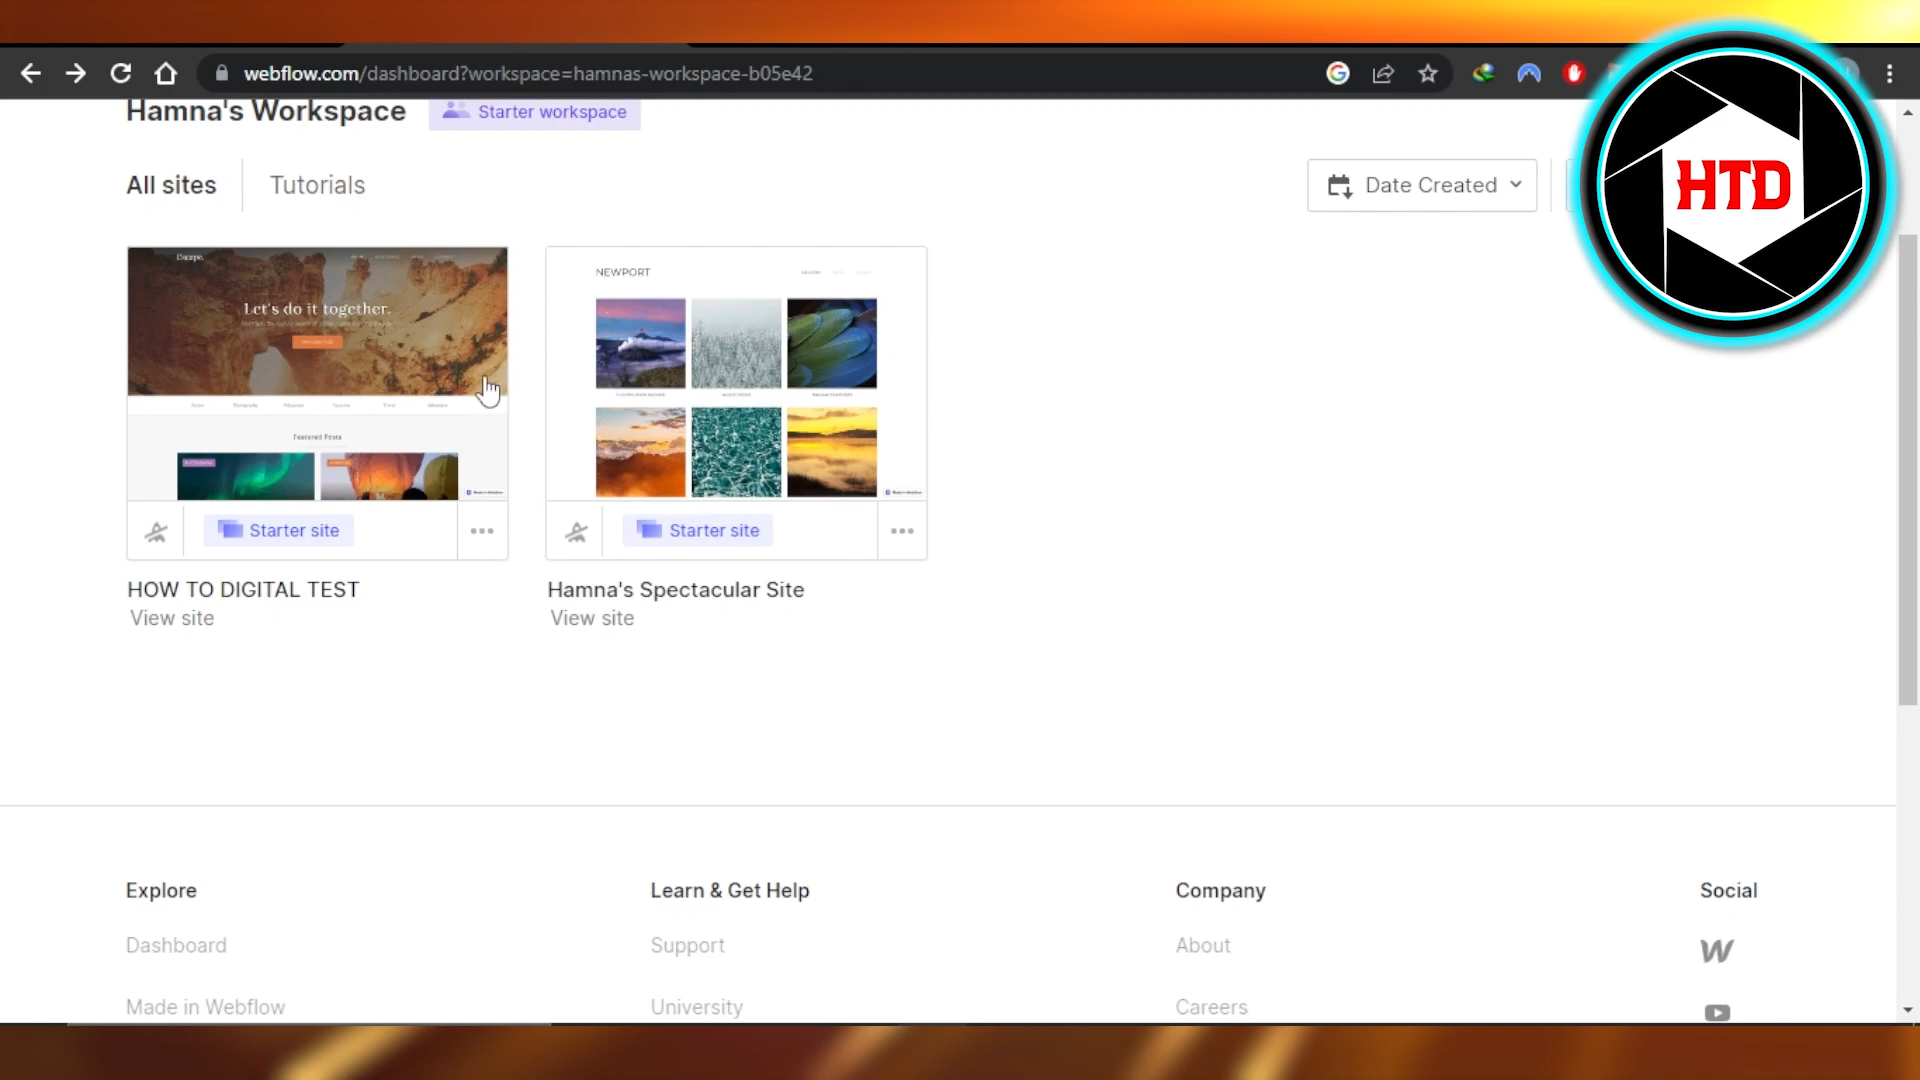 webflow.com/dashboard?workspace=hamnas-workspace-b05e42
Hamna's Workspace
Starter workspace
All sites
Tutorials
Date Created
HTD
Escape.
Let's do it together.
Featured Posts
NEWPORT
Starter site
Starter site
HOW TO DIGITAL TEST
View site
Hamna's Spectacular Site
View site
Explore
Learn & Get Help
Company
Social
Dashboard
Support
About
Made in Webflow
University
Careers